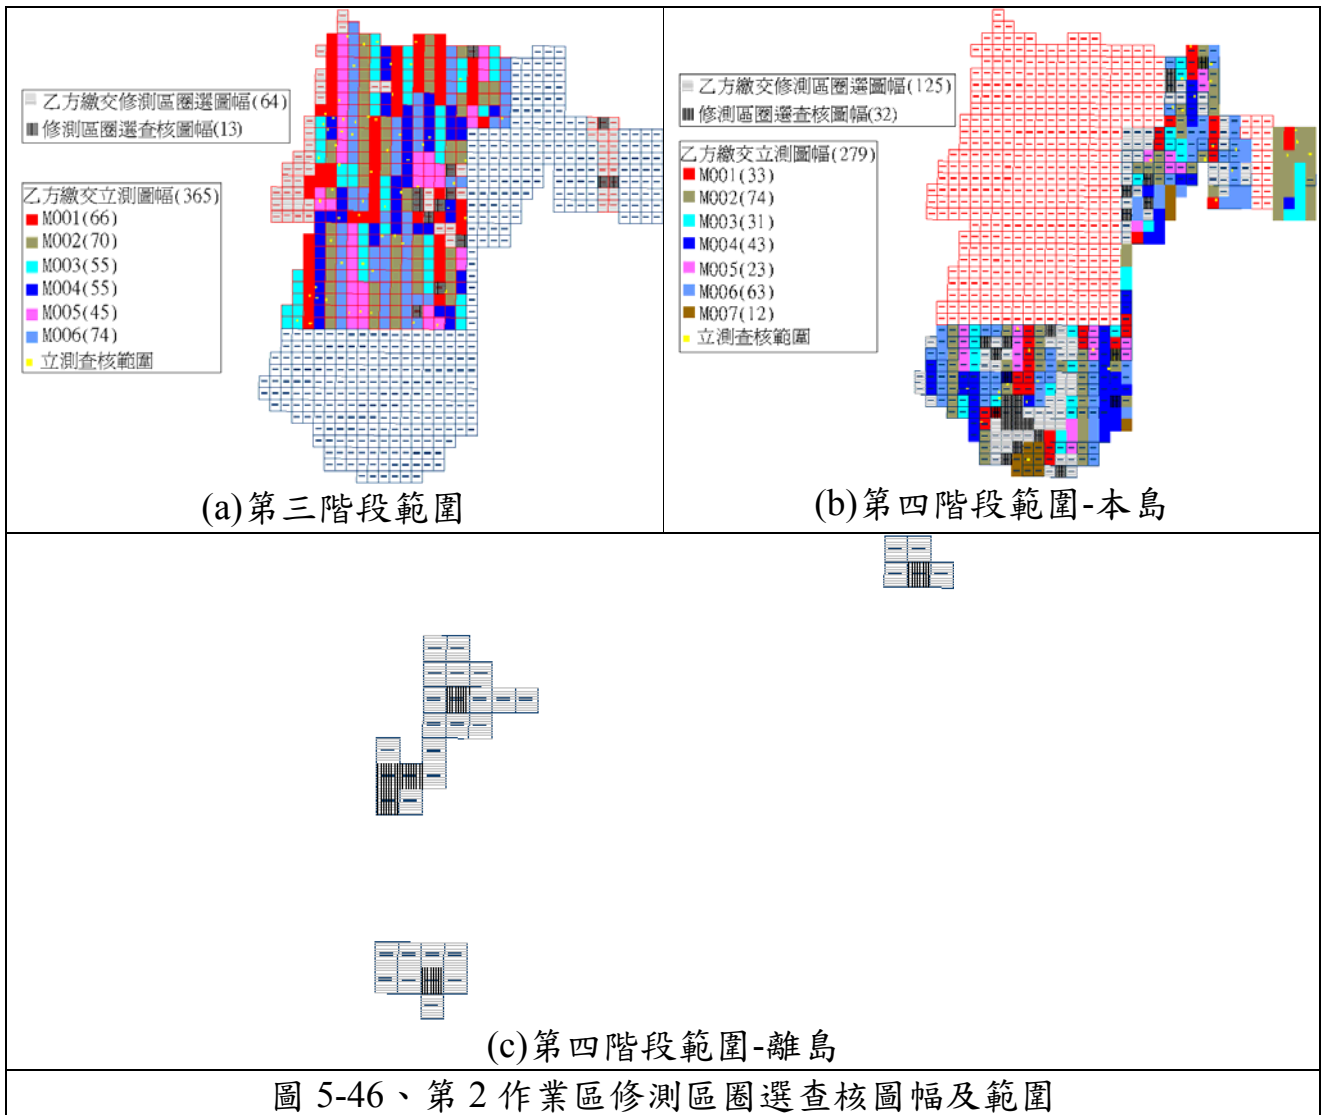 乙方繳交修測區圈選圖幅(64)
修測區圈選查核圖幅(13)
乙方繳交立測圖幅(365)
M001(66)
M002(70)
M003(55)
M004(55)
M005(45)
M006(74)
立測查核範圍
(a)第三階段範圍
乙方繳交修測區圈選圖幅(125)
修測區圈選查核圖幅(32)
乙方繳交立測圖幅(279)
M001(33)
M002(74)
M003(31)
M004(43)
M005(23)
M006(63)
M007(12)
立測查核範圍
(b)第四階段範圍-本島
(c)第四階段範圍-離島
圖 5-46、第 2 作業區修測區圈選查核圖幅及範圍